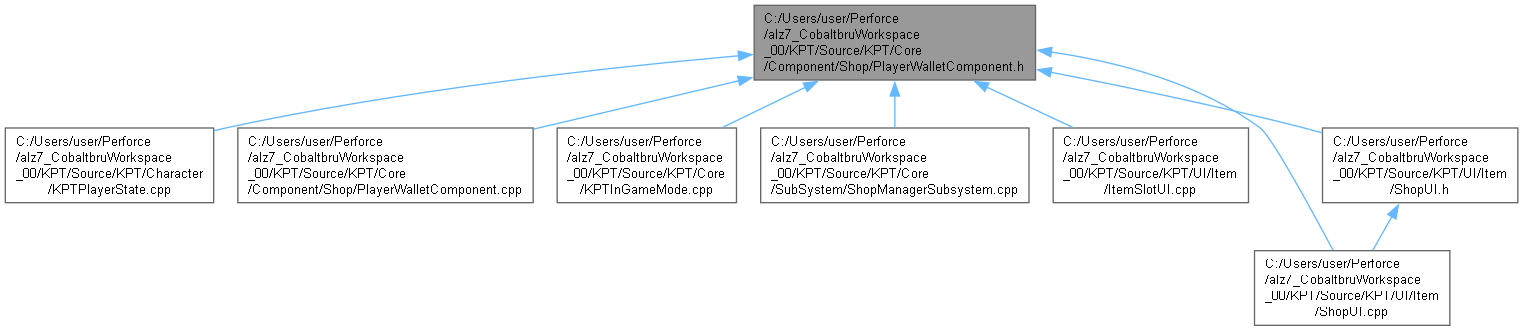 C:/Users/user/Perforce
/alz7_CobaltbruWorkspace
_00/KPT/Source/KPT/Core
/Component/Shop/PlayerWalletComponent.h
C:/Users/user/Perforce
/alz7_CobaltbruWorkspace
_00/KPT/Source/KPT/Character
/KPTPlayerState.cpp
C:/Users/user/Perforce
/alz7_CobaltbruWorkspace
_00/KPT/Source/KPT/Core
/Component/Shop/PlayerWalletComponent.cpp
C:/Users/user/Perforce
/alz7_CobaltbruWorkspace
_00/KPT/Source/KPT/Core
/KPTInGameMode.cpp
C:/Users/user/Perforce
/alz7_CobaltbruWorkspace
_00/KPT/Source/KPT/Core
/SubSystem/ShopManagerSubsystem.cpp
C:/Users/user/Perforce
/alz7_CobaltbruWorkspace
_00/KPT/Source/KPT/UI/Item
/ItemSlotUI.cpp
C:/Users/user/Perforce
/alz7_CobaltbruWorkspace
_00/KPT/Source/KPT/UI/Item
/ShopUI.h
C:/Users/user/Perforce
/alz7_CobaltbruWorkspace
_00/KPT/Source/KPT/UI/Item
/ShopUI.cpp